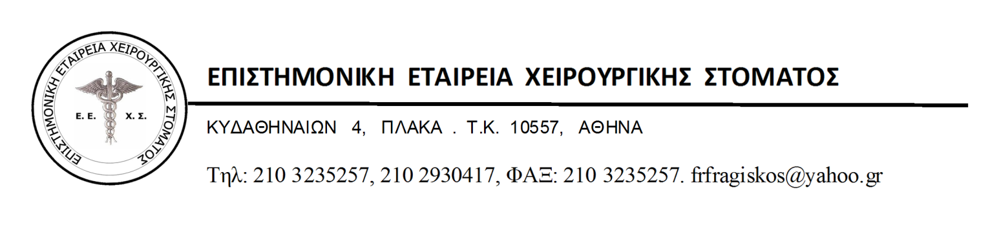 ΕΠΙΣΤΗΜΟΝΙΚΗ ΕΤΑΙΡΕΙΑ ΧΕΙΡΟΥΡΓΙΚΗΣ ΣΤΟΜΑΤΟΣ
Ε. Ε. Χ. Σ.
ΕΠΙΣΤΗΜΟΝΙΚΗ ΕΤΑΙΡΕΙΑ ΧΕΙΡΟΥΡΓΙΚΗΣ ΣΤΟΜΑΤΟΣ
ΚΥΔΑΘΗΝΑΙΩΝ 4, ΠΛΑΚΑ . Τ.Κ. 10557, ΑΘΗΝΑ
Τηλ: 210 3235257, 210 2930417, ΦΑΞ: 210 3235257. frfragiskos@yahoo.gr